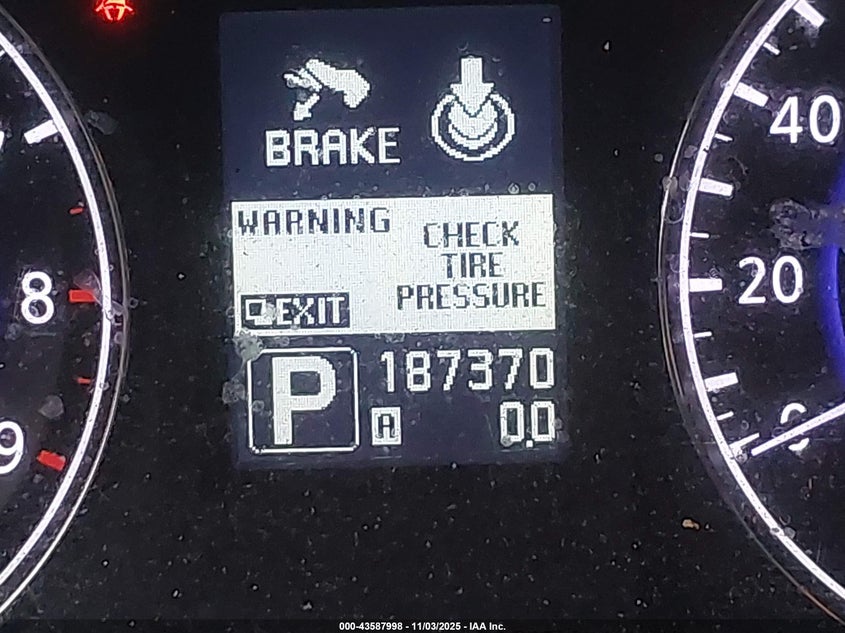 BRAKE
WARNING
CHECK
TIRE
PRESSURE
EXIT
P
187370
A
0.0
8
9
40
20
0
000-43587998 - 11/03/2025 - IAA Inc.